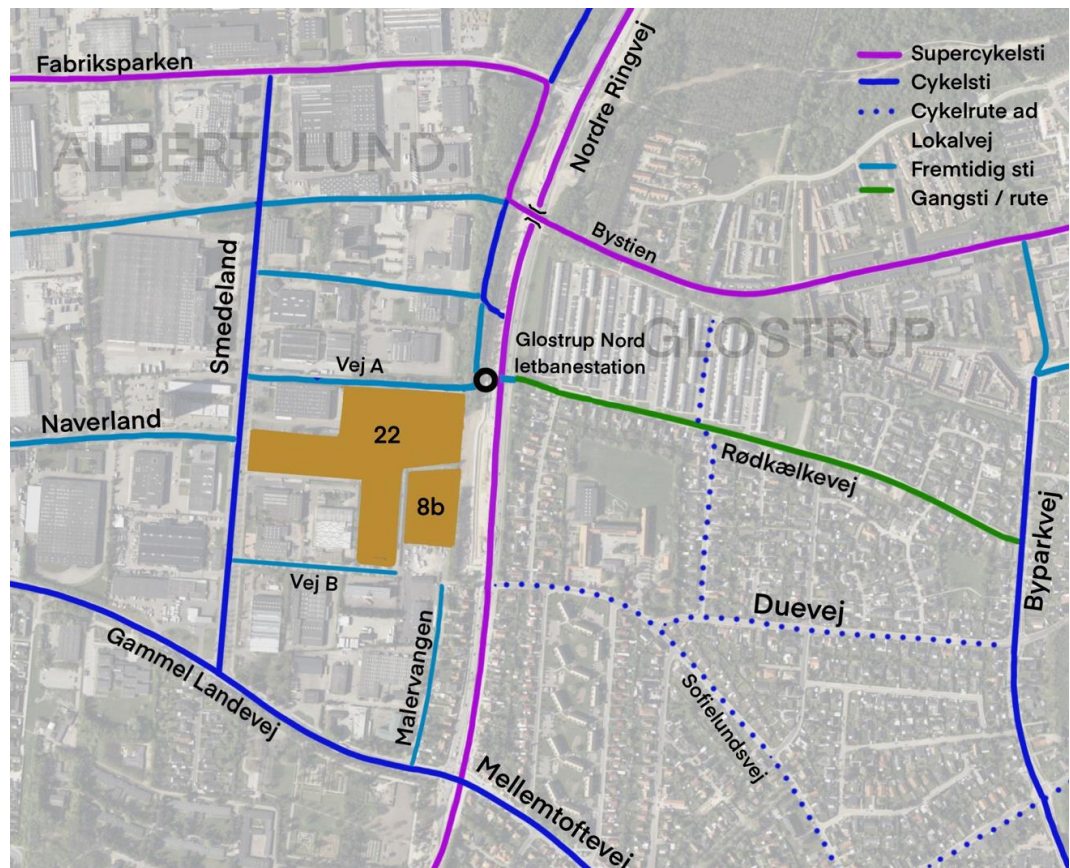 Fabriksparken
Nordre Ringvej
Supercykelsti
Cykelsti
Cykelrute ad
Lokalvej
Fremtidig sti
Gangsti / rute
ALBERTSLUND.
Bystien
Smedeland
GLOSTRUP
Glostrup Nord
letbanestation
Vej A
Naverland
22
8b
Rødkælkevej
Byparkvej
Vej B
Duevej
Malervangen
Gammel Landevej
Sofielundsvej
Mellemtoftevej